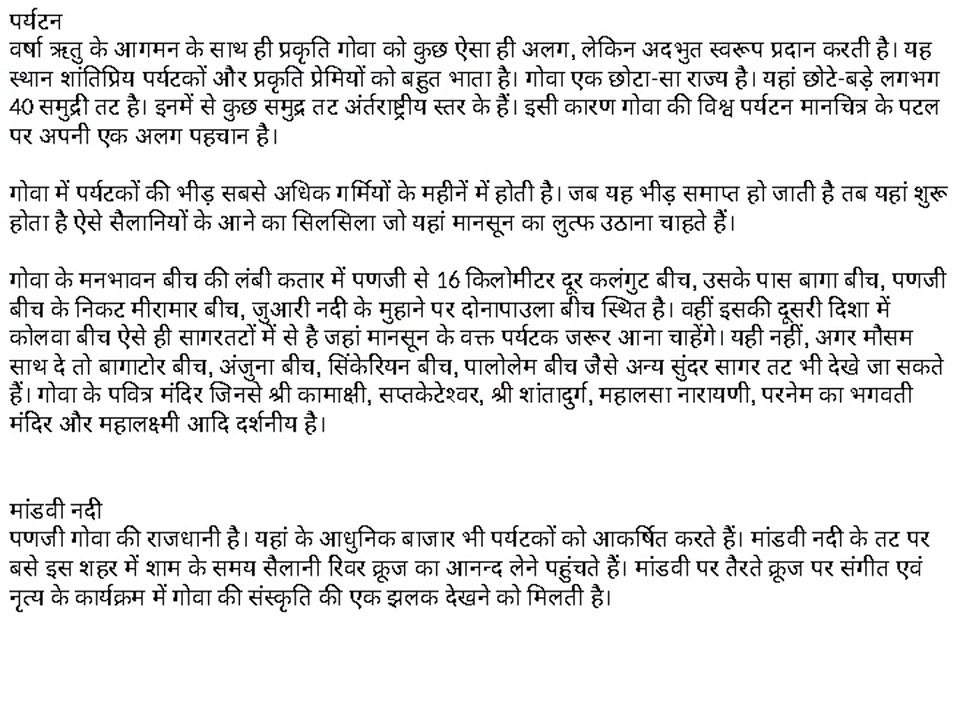 पर्यटन
वर्षा ऋतु के आगमन के साथ ही प्रकृति गोवा को कुछ ऐसा ही अलग, लेकिन अदभुत स्वरूप प्रदान करती है। यह
स्थान शांतिप्रिय पर्यटकों और प्रकृति प्रेमियों को बहुत भाता है। गोवा एक छोटा-सा राज्य है। यहां छोटे-बड़े लगभग
40 समुद्री तट है। इनमें से कुछ समुद्र तट अंर्तराष्ट्रीय स्तर के हैं। इसी कारण गोवा की विश्व पर्यटन मानचित्र के पटल
पर अपनी एक अलग पहचान है।
गोवा में पर्यटकों की भीड़ सबसे अधिक गर्मियों के महीनें में होती है। जब यह भीड़ समाप्त हो जाती है तब यहां शुरू
होता है ऐसे सैलानियों के आने का सिलसिला जो यहां मानसून का लुत्फ उठाना चाहते हैं।
गोवा के मनभावन बीच की लंबी कतार में पणजी से 16 किलोमीटर दूर कलंगुट बीच, उसके पास बागा बीच, पणजी
बीच के निकट मीरामार बीच, जुआरी नदी के मुहाने पर दोनापाउला बीच स्थित है। वहीं इसकी दूसरी दिशा में
कोलवा बीच ऐसे ही सागरतटों में से है जहां मानसून के वक्त पर्यटक जरूर आना चाहेंगे। यही नहीं, अगर मौसम
साथ दे तो बागाटोर बीच, अंजुना बीच, सिंकेरियन बीच, पालोलेम बीच जैसे अन्य सुंदर सागर तट भी देखे जा सकते
हैं। गोवा के पवित्र मंदिर जिनसे श्री कामाक्षी, सप्तकेटेश्वर, श्री शांतादुर्ग, महालसा नारायणी, परनेम का भगवती
मंदिर और महालक्ष्मी आदि दर्शनीय है।
मांडवी नदी
पणजी गोवा की राजधानी है। यहां के आधुनिक बाजार भी पर्यटकों को आकर्षित करते हैं। मांडवी नदी के तट पर
बसे इस शहर में शाम के समय सैलानी रिवर क्रूज का आनन्द लेने पहुंचते हैं। मांडवी पर तैरते क्रूज पर संगीत एवं
नृत्य के कार्यक्रम में गोवा की संस्कृति की एक झलक देखने को मिलती है।